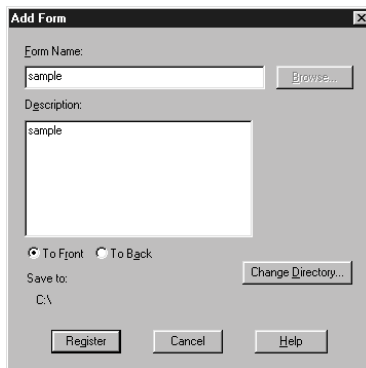 Add Form
Form Name:
sample
Browse...
Description:
sample
To Front To Back
Change Directory...
Save to:
C:\
Register Cancel Help